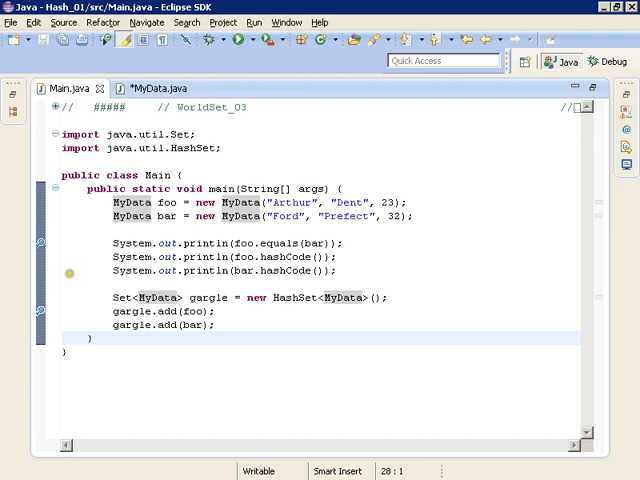 Java - Hash_01/src/Main.java - Eclipse SDK
File Edit Source Refactor Navigate Search Project Run Window Help
Quick Access
Java
Debug
Main.java
*MyData.java
// ##### // WorldSet_03 //
import java.util.Set;
import java.util.HashSet;
public class Main {
public static void main(String[] args) {
MyData foo = new MyData("Arthur", "Dent", 23);
MyData bar = new MyData("Ford", "Prefect", 32);
System.out.println(foo.equals(bar));
System.out.println(foo.hashCode());
System.out.println(bar.hashCode());
Set<MyData> gargle = new HashSet<MyData>();
gargle.add(foo);
gargle.add(bar);
}
}
Writable Smart Insert 28 : 1